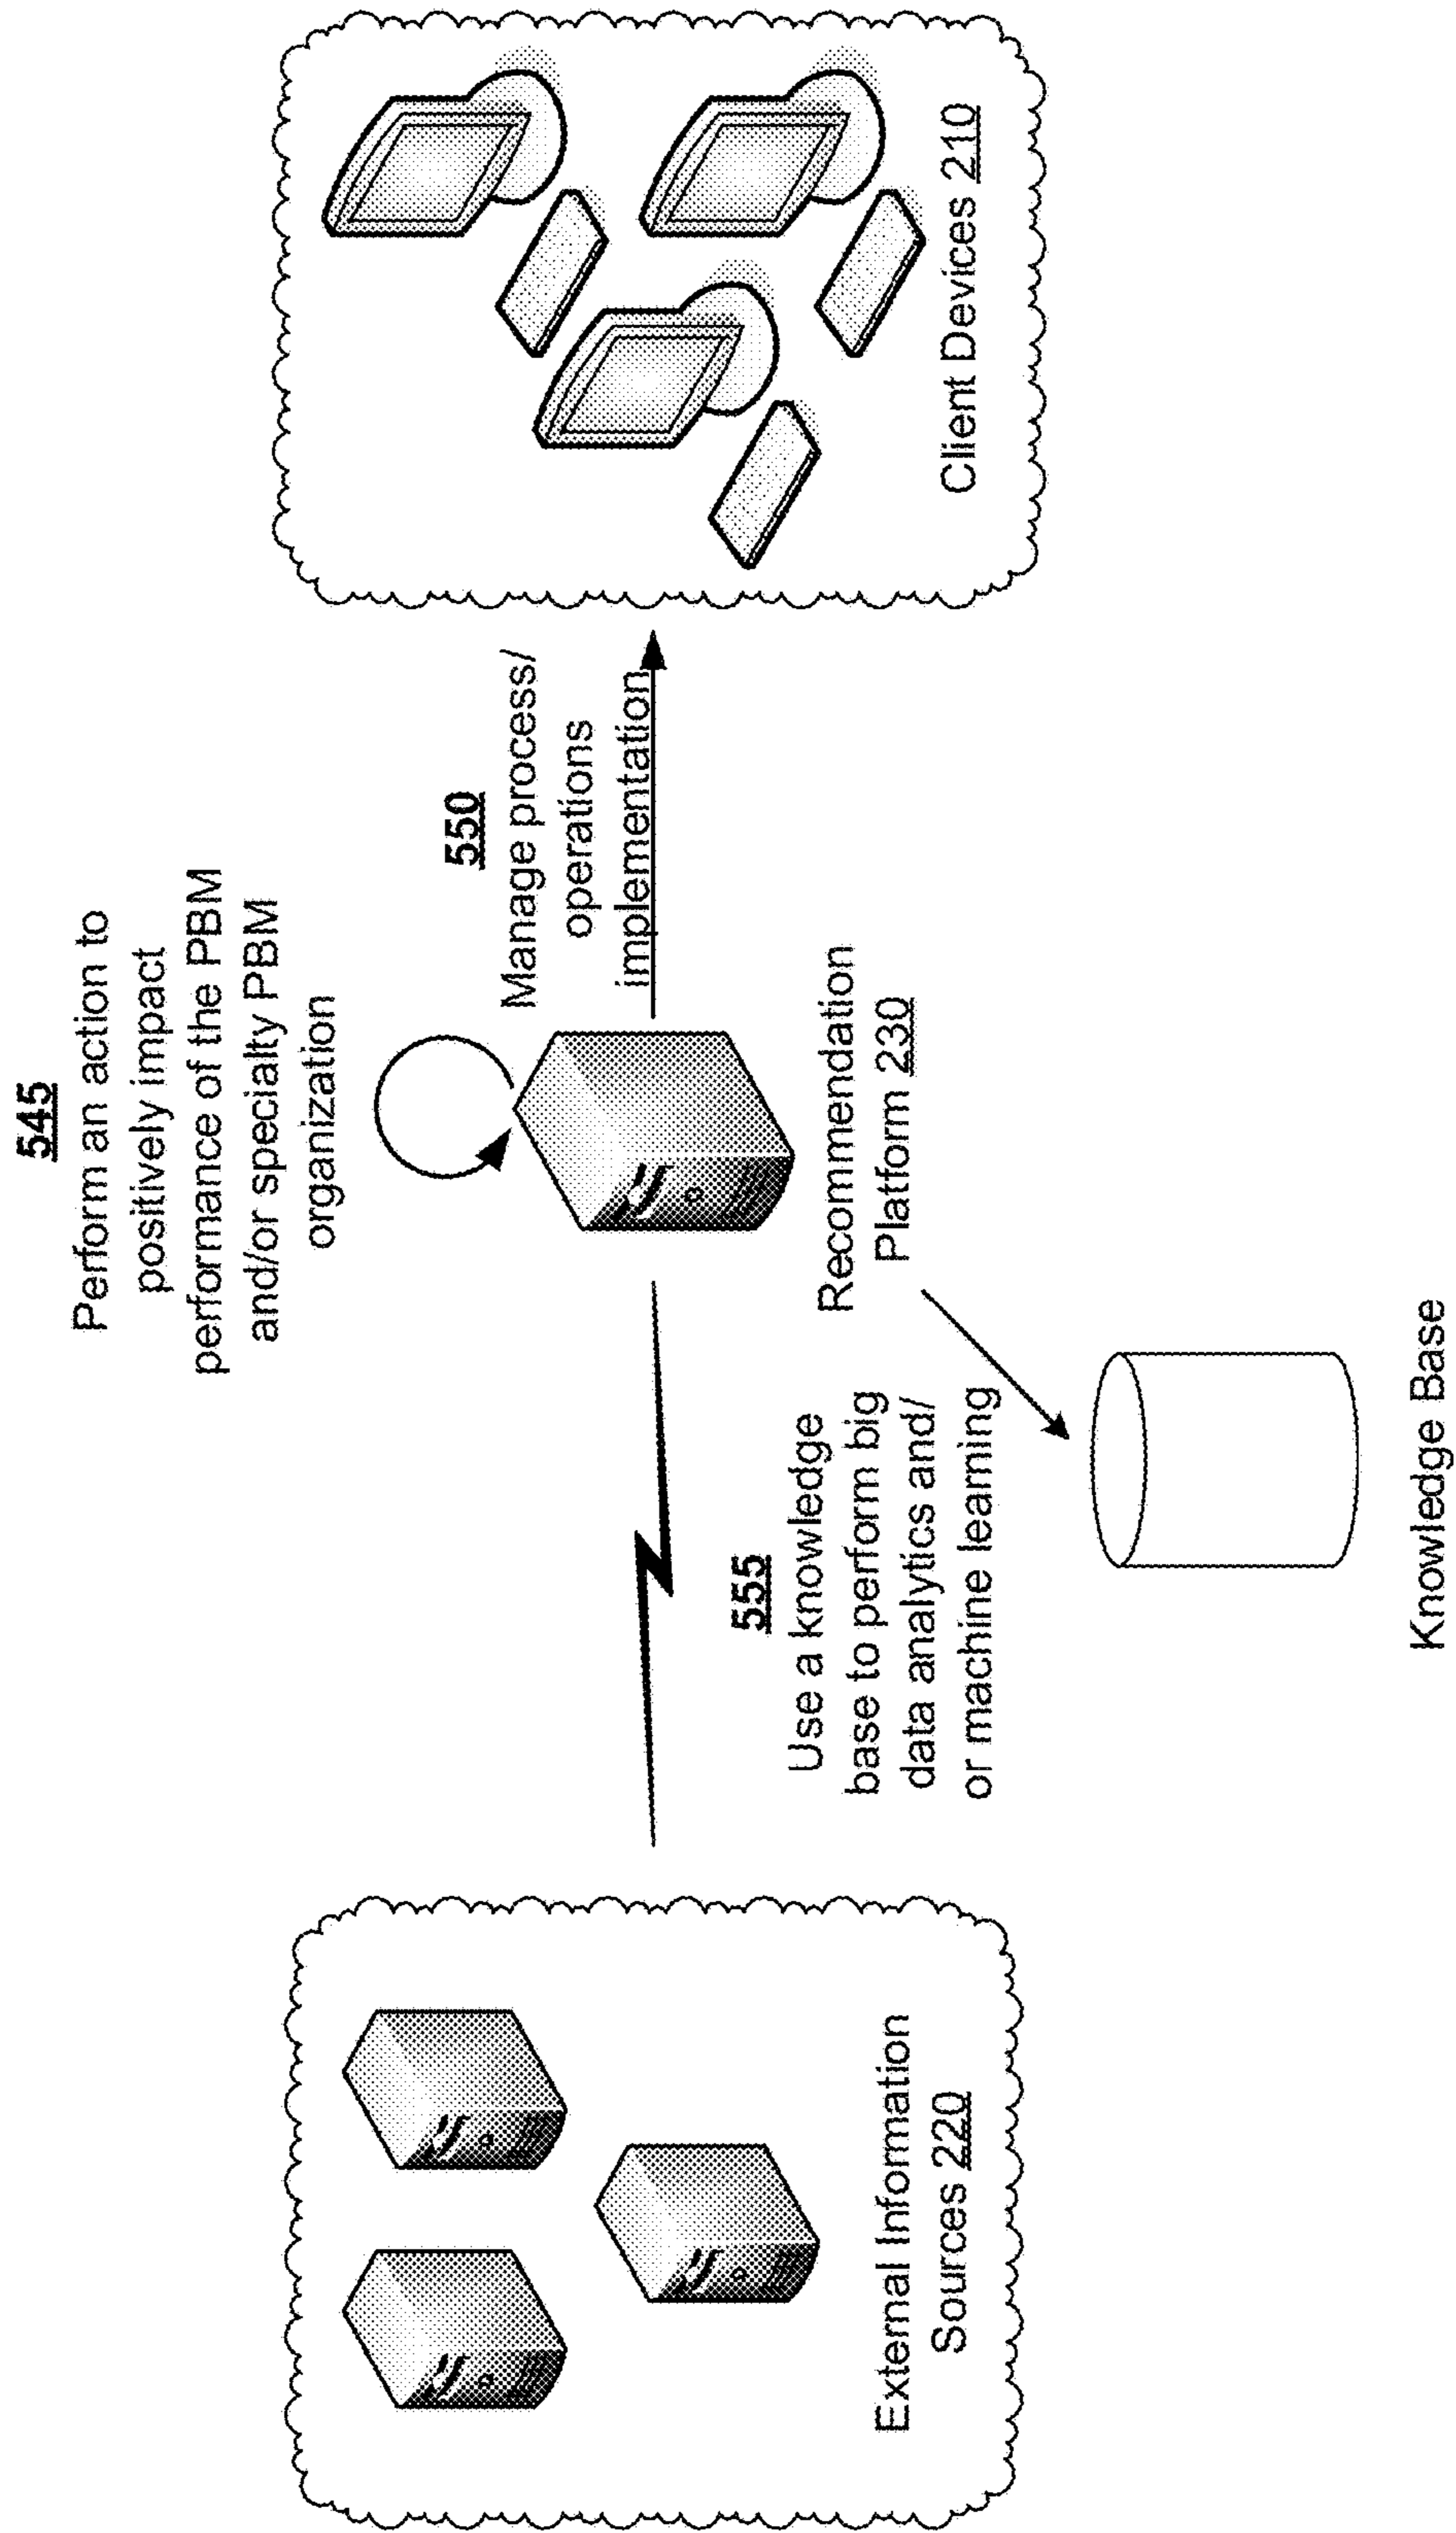 545
Perform an action to
positively impact
performance of the PBM
and/or specialty PBM
organization
550
Manage process/
operations
implementation
Client Devices 210
Recommendation
Platform 230
External Information
Sources 220
555
Use a knowledge
base to perform big
data analytics and/
or machine learning
Knowledge Base